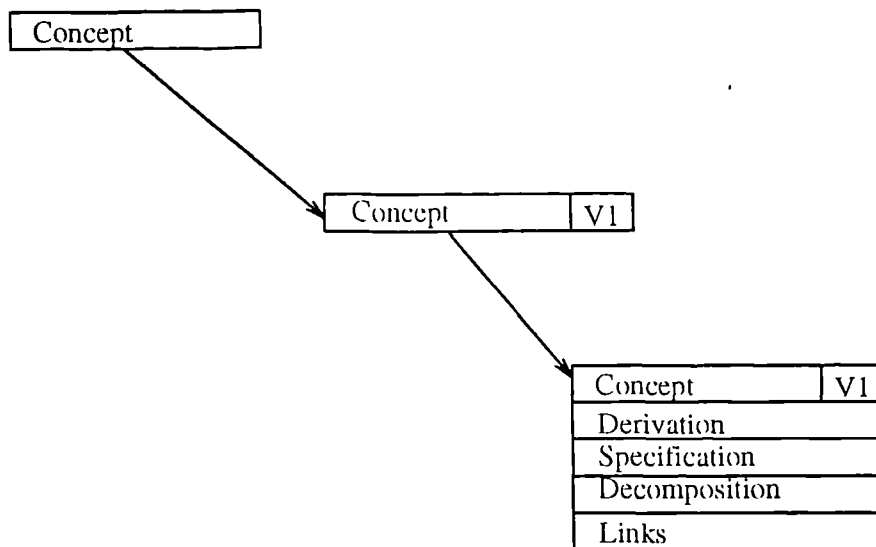 Concept
Concept V1
Concept V1
Derivation
Specification
Decomposition
Links